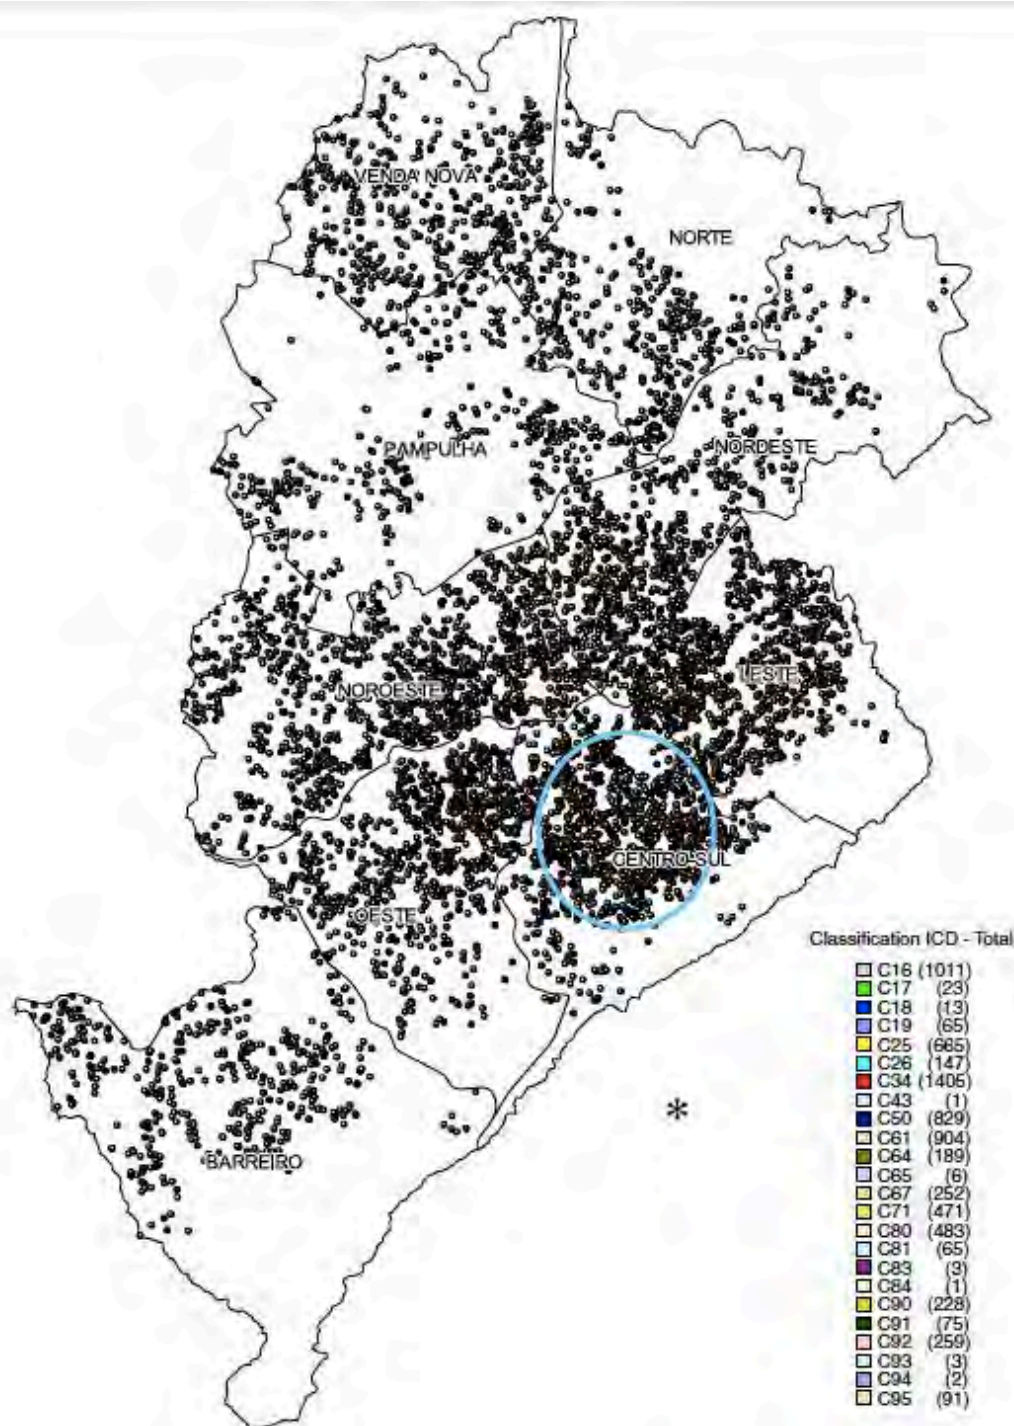 VENDA NOVA
NORTE
PAMPULHA
NORDESTE
LESTE
NOROESTE
CENTRO-SUL
OESTE
Classification ICD - Total
C16 (1011)
C17 (23)
C18 (13)
C19 (65)
C25 (665)
C26 (147)
C34 (1405)
C43 (1)
*
C50 (829)
C61 (904)
C64 (189)
BARREIRO
C65 (6)
C67 (252)
C71 (471)
C80 (483)
C81 (65)
C83 (3)
C84 (1)
C90 (228)
C91 (75)
C92 (259)
C93 (3)
C94 (2)
C95 (91)